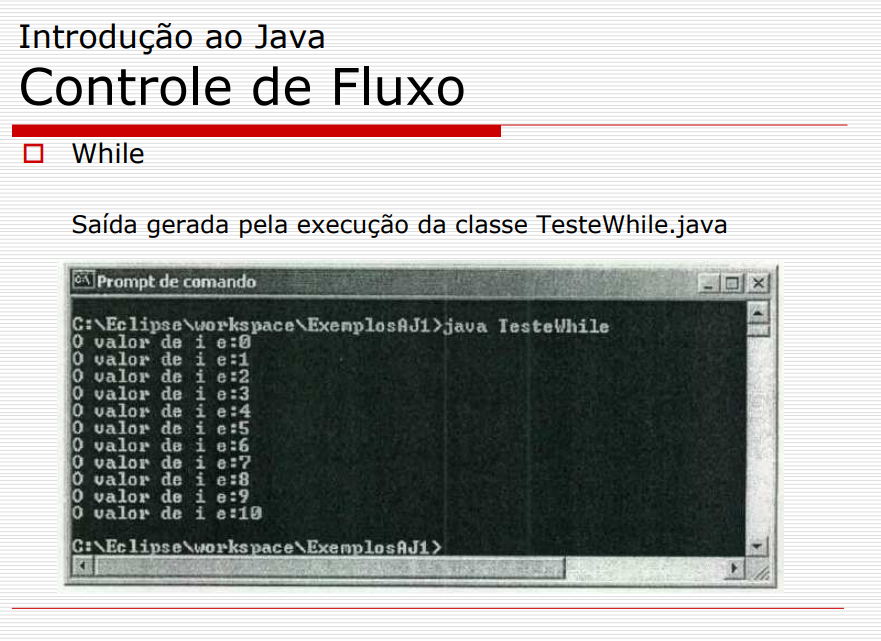 Introdução ao Java
Controle de Fluxo
While
Saída gerada pela execução da classe TesteWhile.java
Prompt de comando
C:\Eclipse\workspace\ExemplosAJ1>java TesteWhile
O valor de i e:0
O valor de i e:1
O valor de i e:2
O valor de i e:3
O valor de i e:4
O valor de i e:5
O valor de i e:6
O valor de i e:7
O valor de i e:8
O valor de i e:9
O valor de i e:10
C:\Eclipse\workspace\ExemplosAJ1>